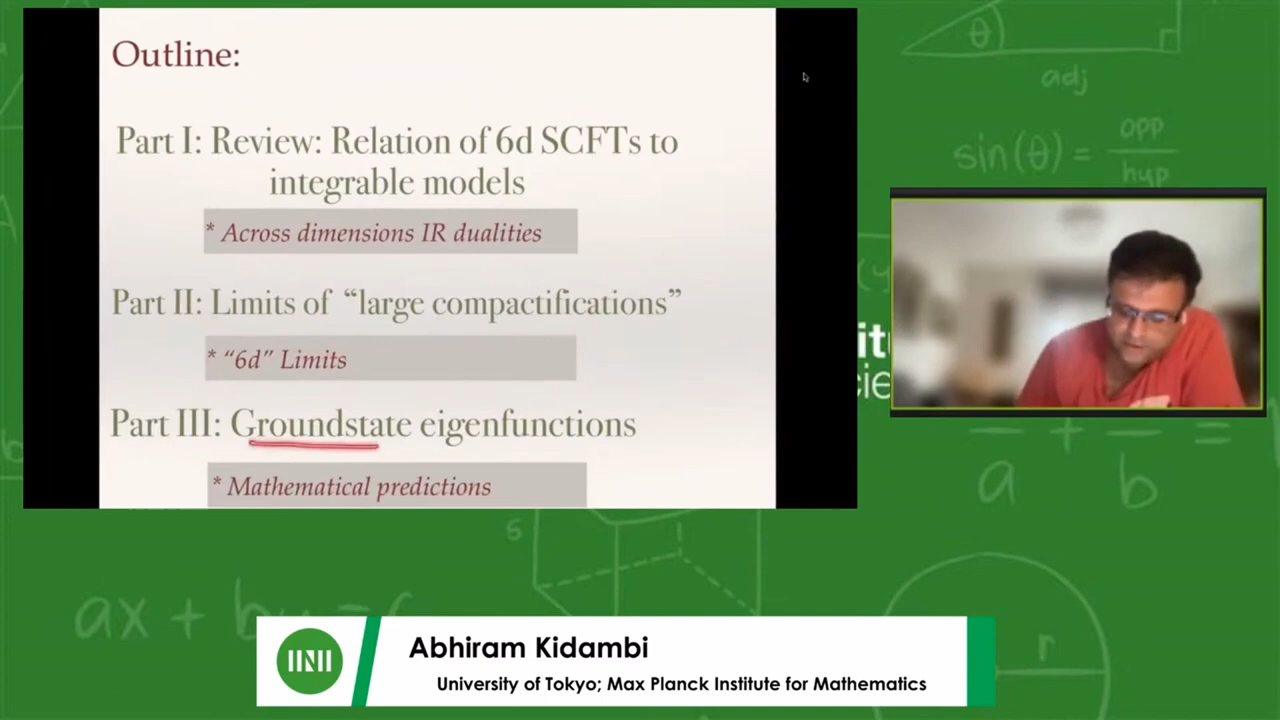 Outline:
Part I: Review: Relation of 6d SCFTs to
integrable models
* Across dimensions IR dualities
Part II: Limits of “large compactifications”
* “6d” Limits
Part III: Groundstate eigenfunctions
* Mathematical predictions
θ
adj
sin(θ) = opp
hyp
a + b =
s
r
Abhiram Kidambi
University of Tokyo; Max Planck Institute for Mathematics